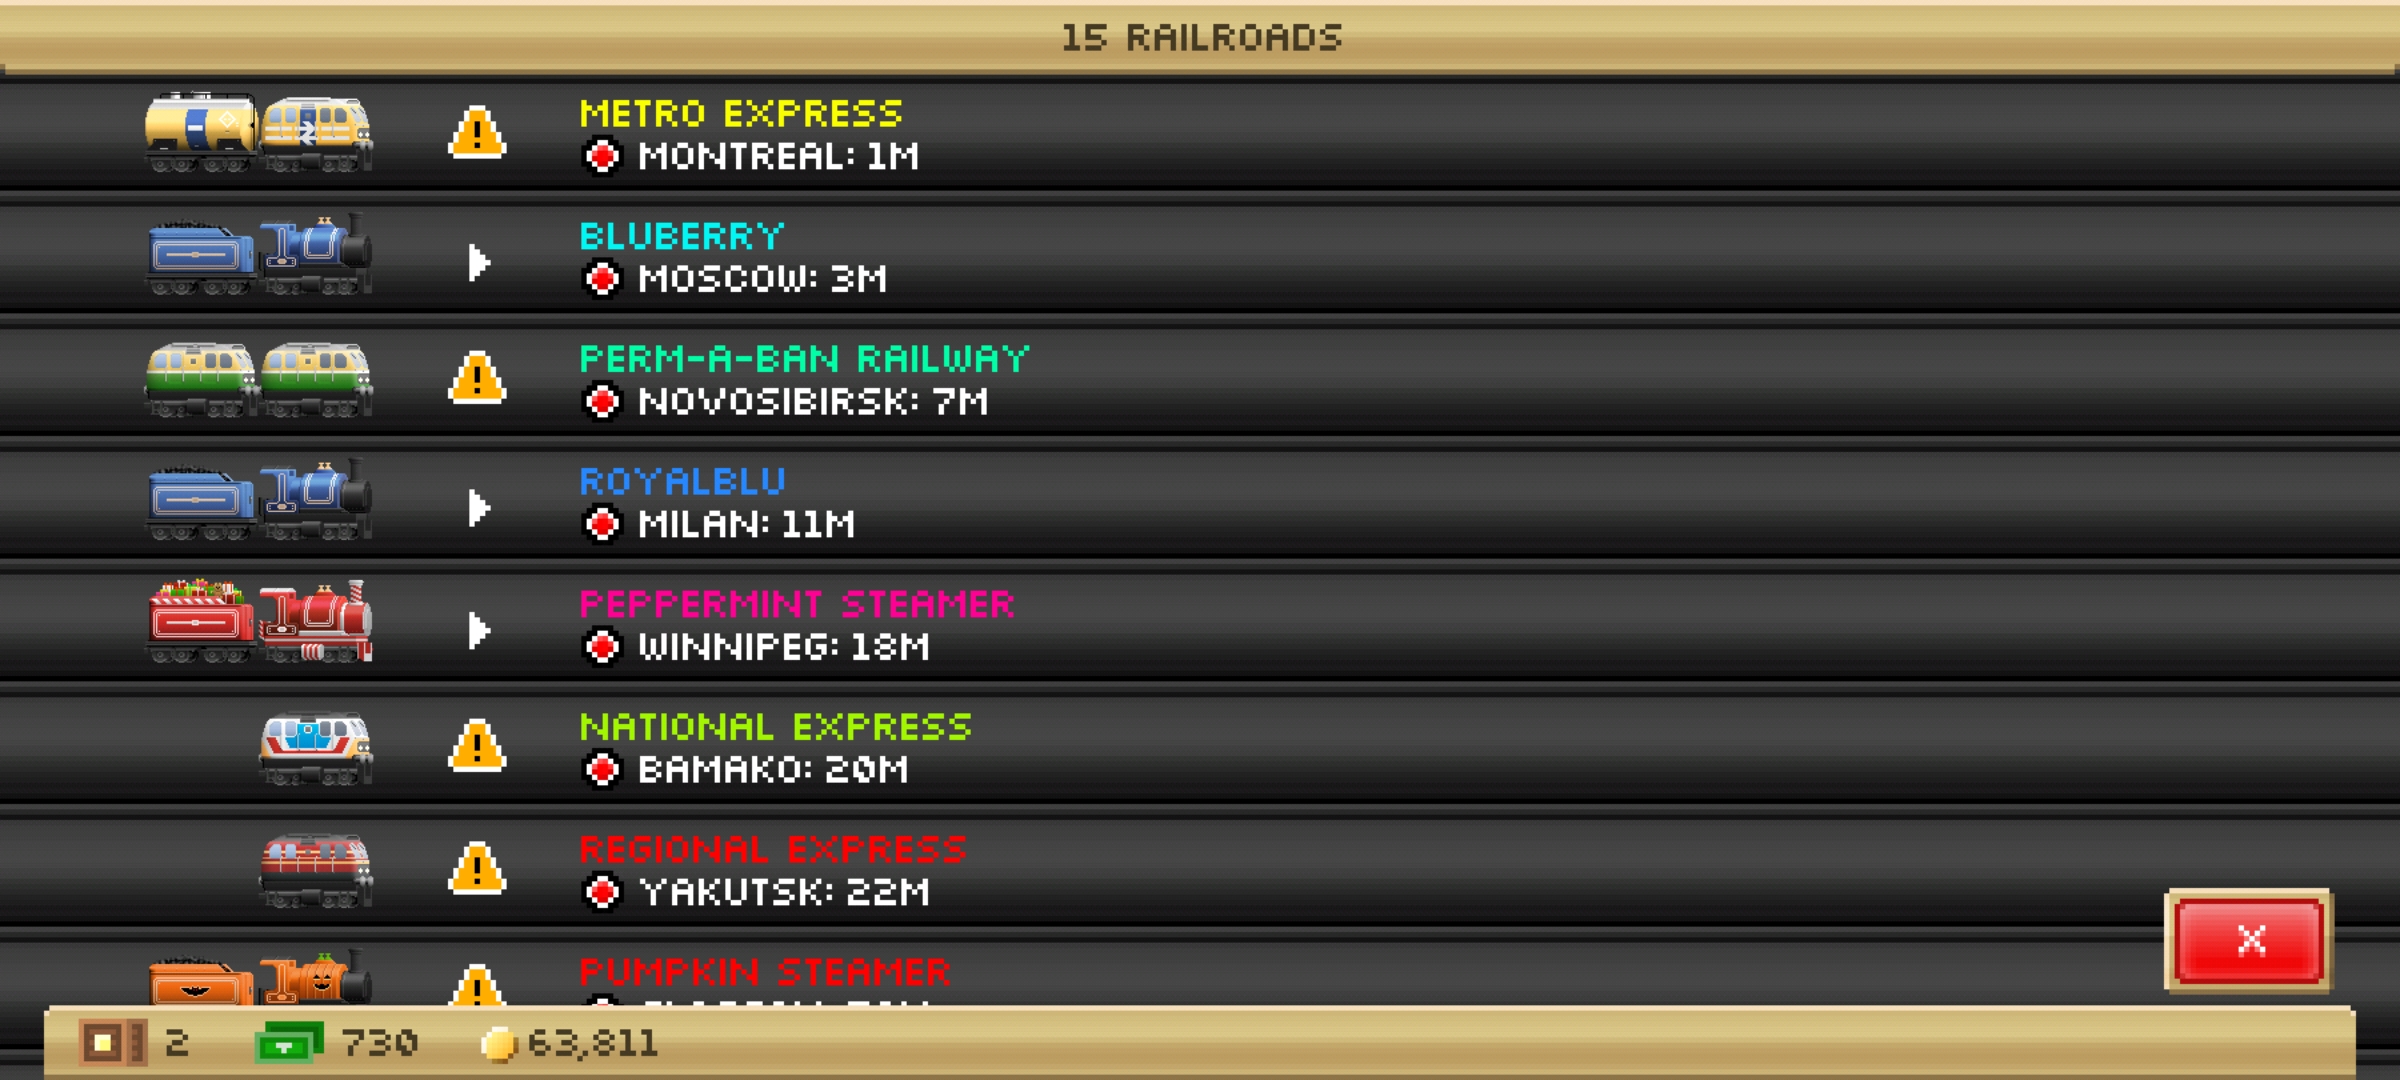 15 RAILROADS
METRO EXPRESS
MONTREAL: 1M
BLUBERRY
MOSCOW: 3M
PERM-A-BAN RAILWAY
NOVOSIBIRSK: 7M
ROYALBLU
MILAN: 11M
PEPPERMINT STEAMER
WINNIPEG: 18M
NATIONAL EXPRESS
BAMAKO: 20M
REGIONAL EXPRESS
YAKUTSK: 22M
PUMPKIN STEAMER
X
2 730 63,811